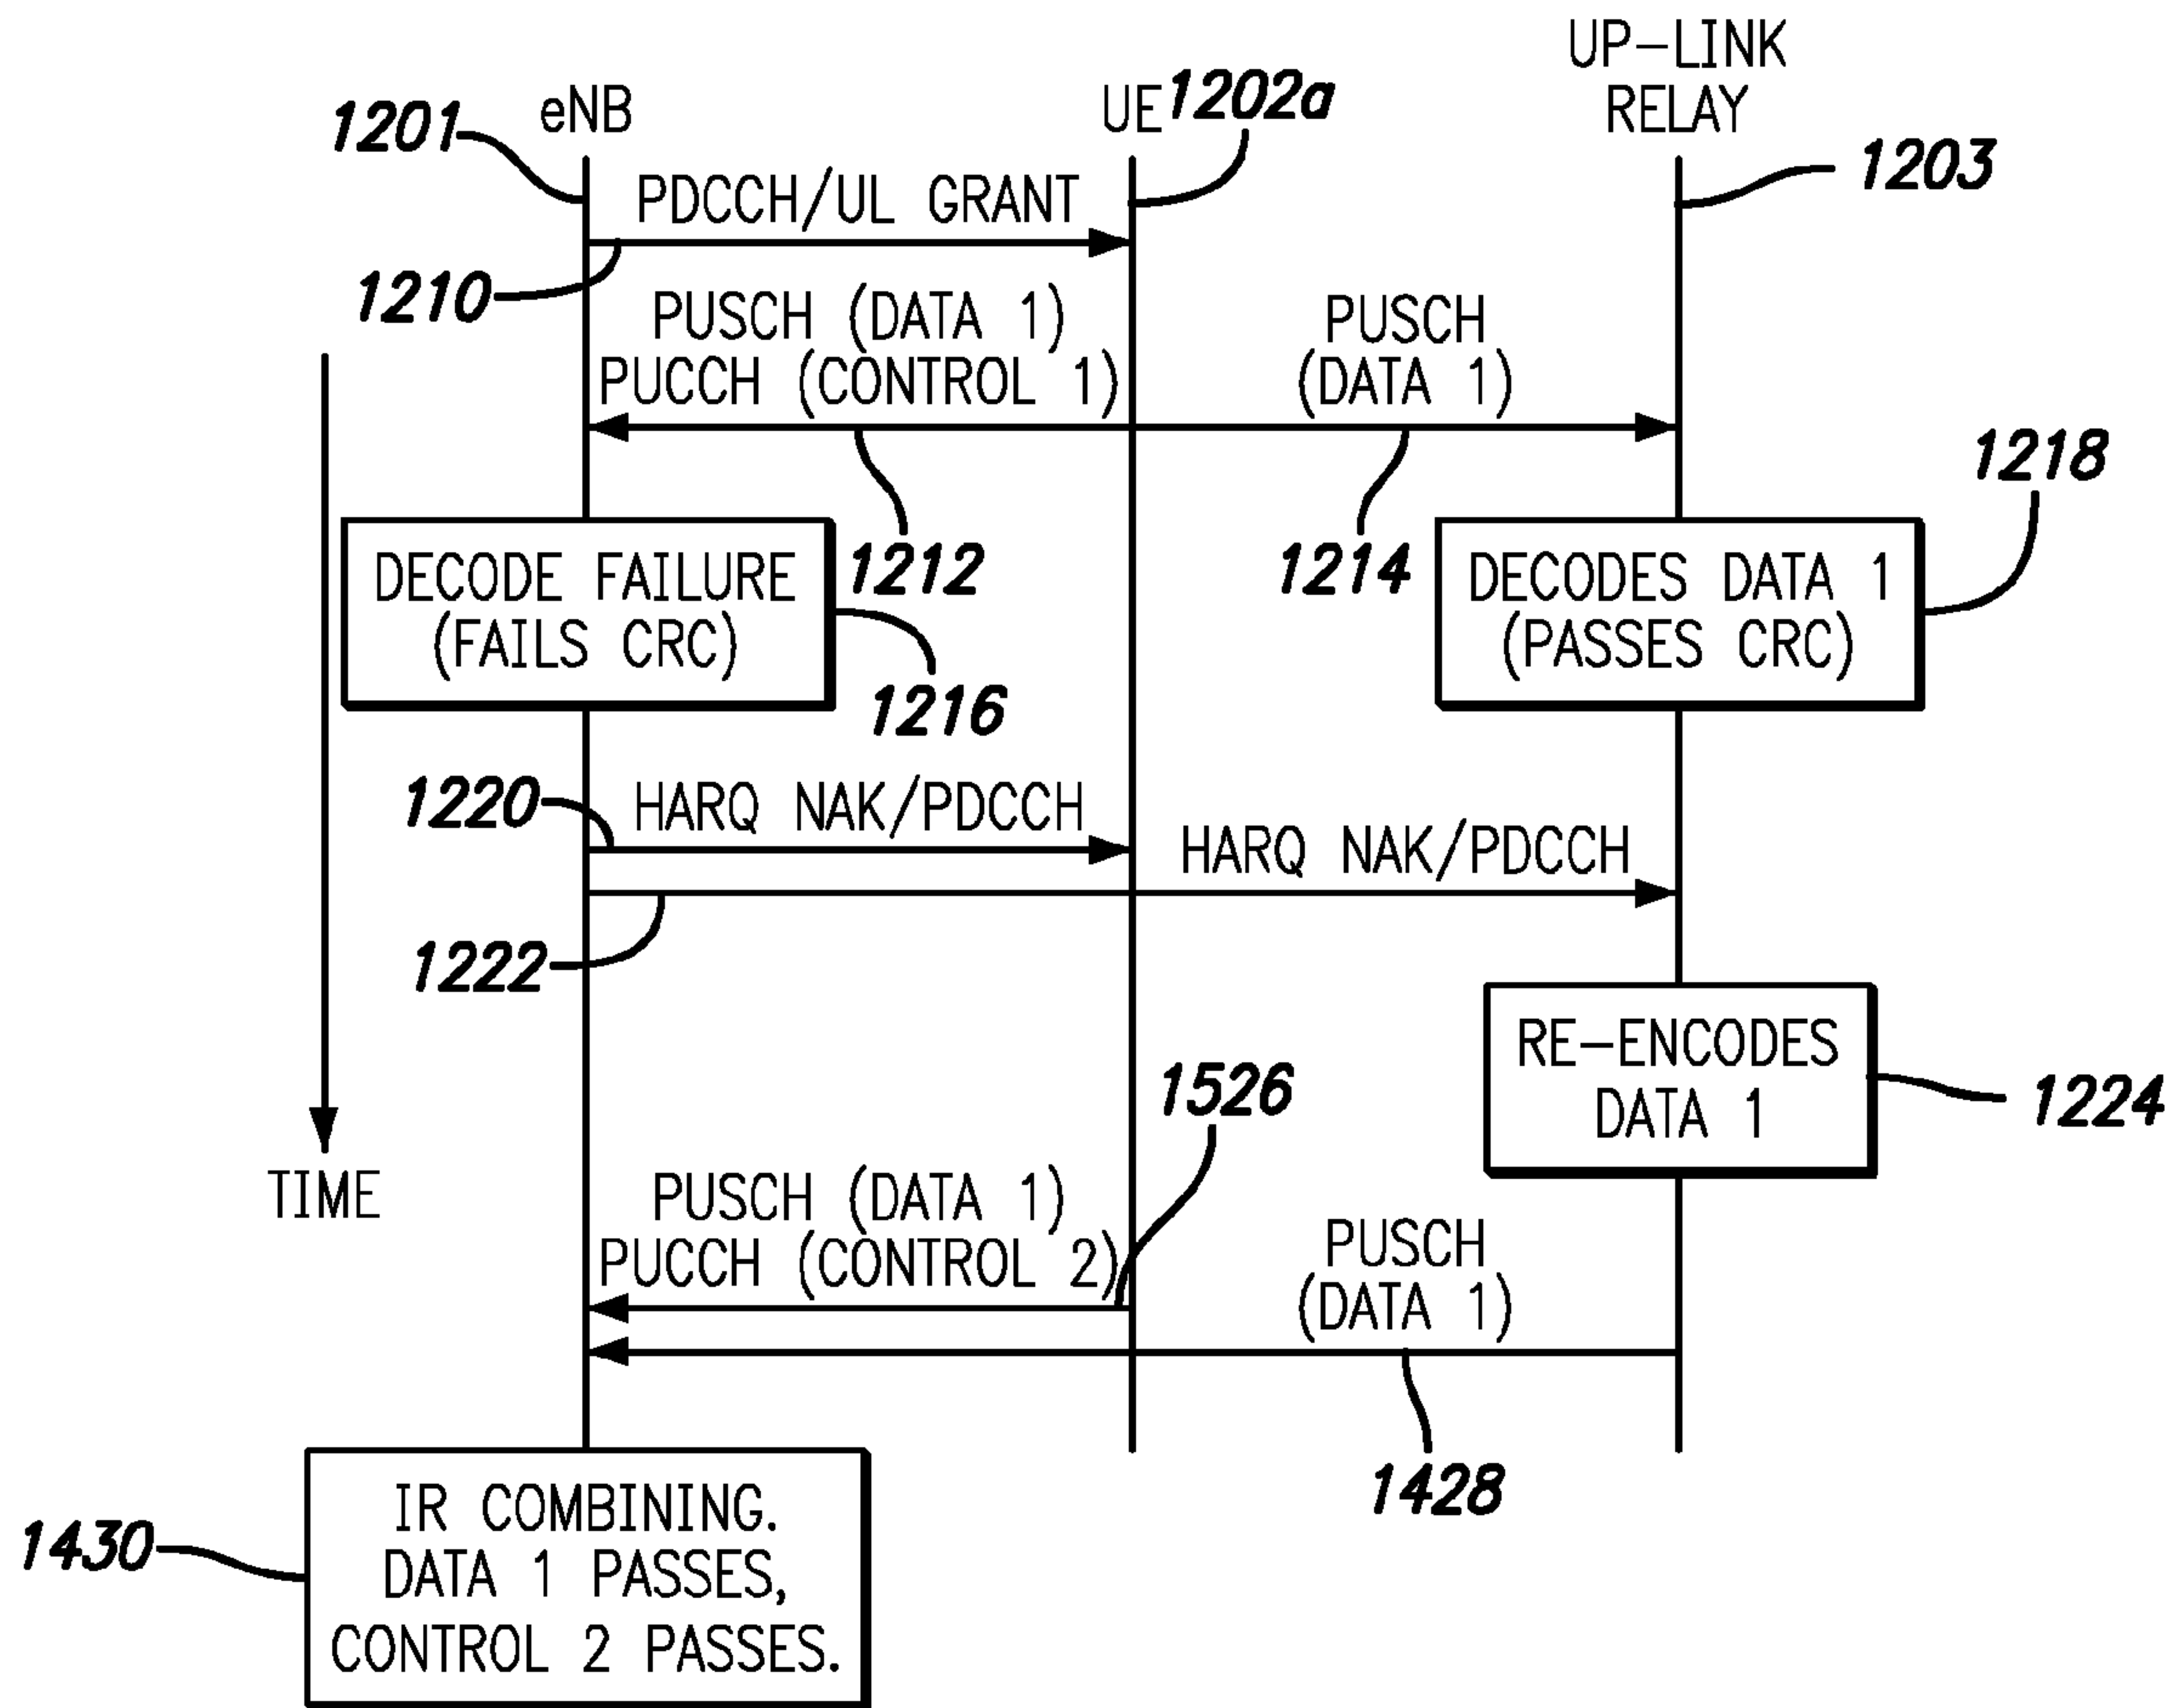 UP-LINK
RELAY
eNB
UE
1202a
1201
1203
PDCCH/UL GRANT
1210
PUSCH (DATA 1)
PUCCH (CONTROL 1)
PUSCH
(DATA 1)
1218
DECODE FAILURE
(FAILS CRC)
1212
1214
DECODES DATA 1
(PASSES CRC)
1216
1220
HARQ NAK/PDCCH
HARQ NAK/PDCCH
1222
RE-ENCODES
DATA 1
1526
1224
TIME
PUSCH (DATA 1)
PUCCH (CONTROL 2)
PUSCH
(DATA 1)
1428
IR COMBINING.
DATA 1 PASSES,
CONTROL 2 PASSES.
1430